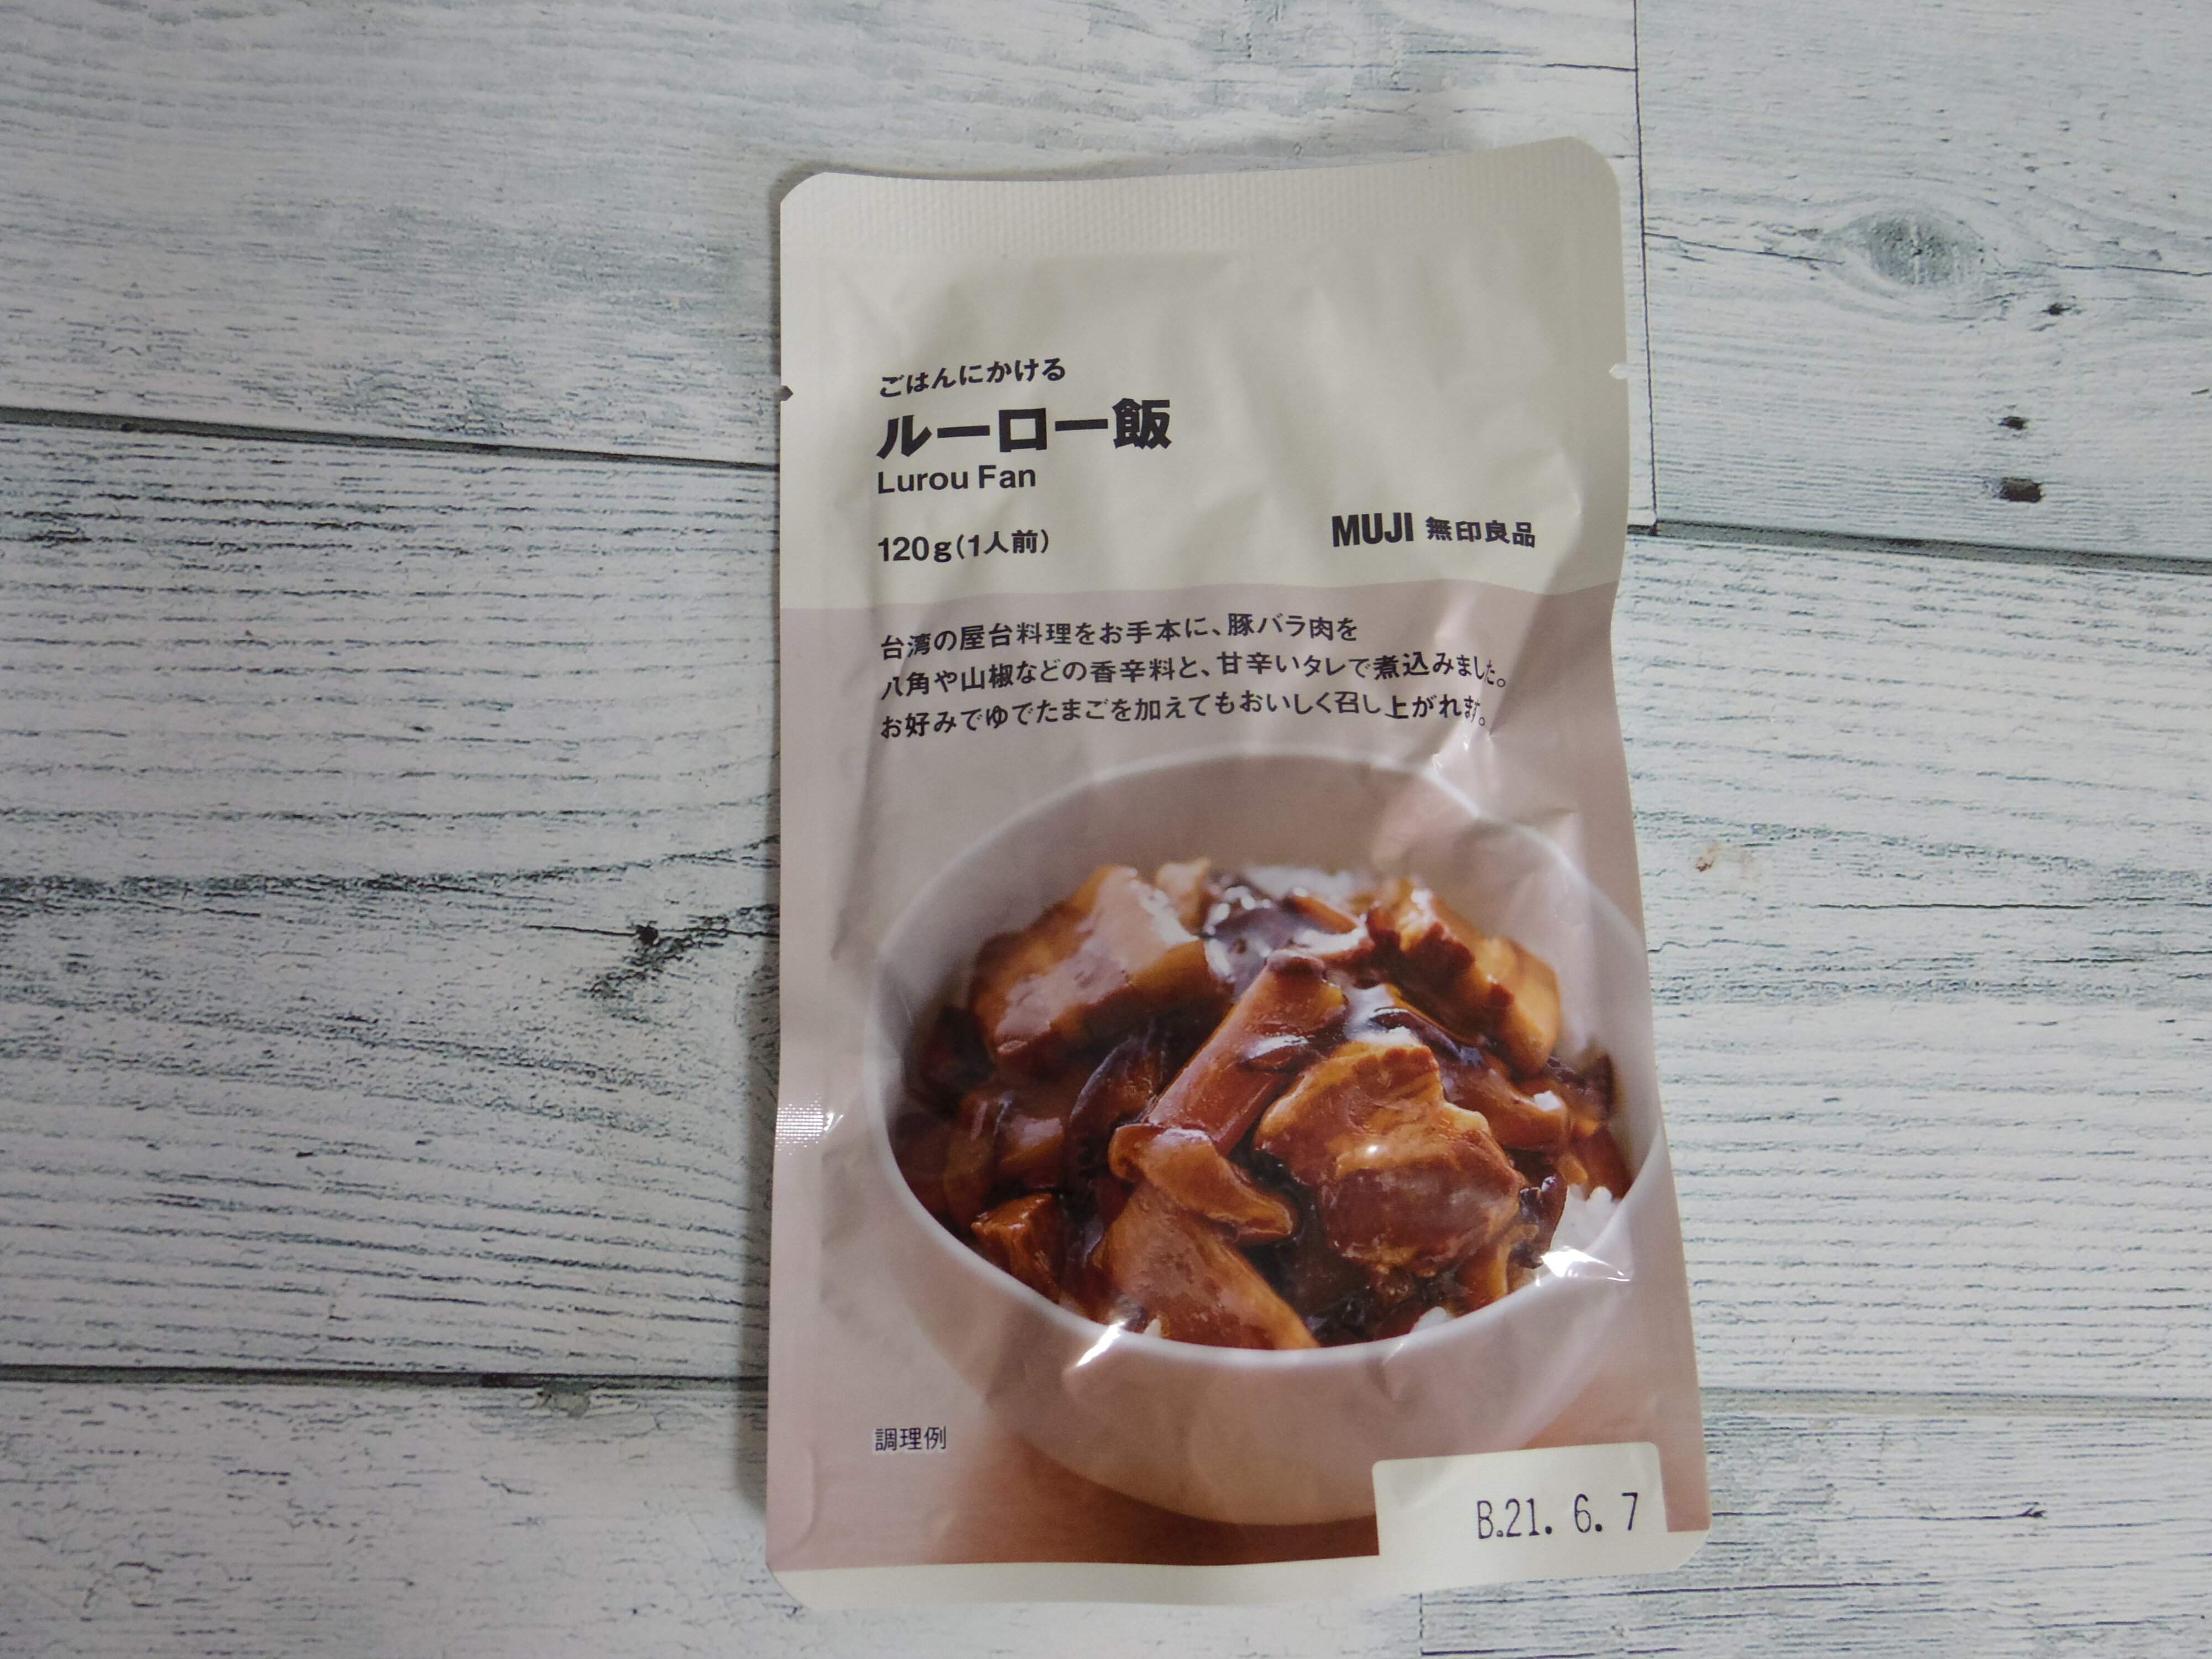 ごはんにかける
ルーロー飯
Lurou Fan
120g(1人前)
MUJI 無印良品
台湾の屋台料理をお手本に、豚バラ肉を
八角や山椒などの香辛料と、甘辛いタレで煮込みました。
お好みでゆでたまごを加えてもおいしく召し上がれます。
調理例
B.21. 6. 7